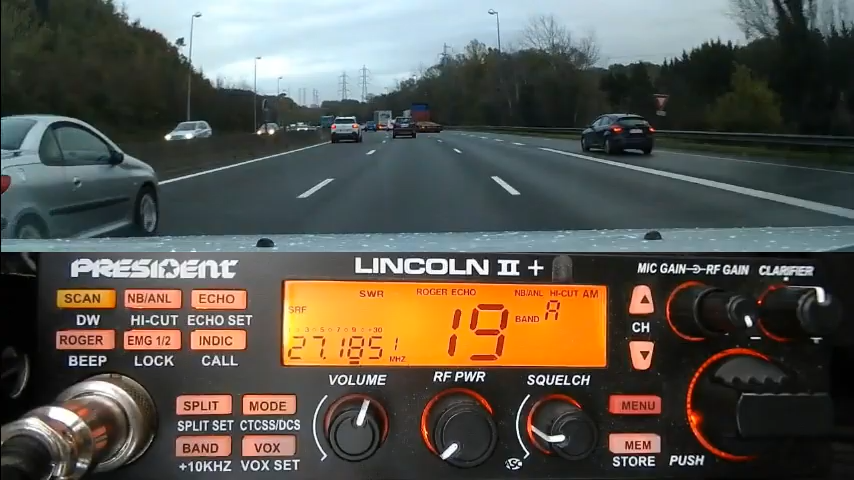 PRESIDENT
LINCOLN II +
MIC GAIN RF GAIN CLARIFIER
SCAN NB/ANL ECHO
DW HI-CUT ECHO SET
ROGER EMG 1/2 INDIC
BEEP LOCK CALL
SWR ROGER ECHO NB/ANL HI-CUT AM
SRF
19 BAND A
27.185 MHZ
CH
VOLUME RF PWR SQUELCH
SPLIT MODE
SPLIT SET CTCSS/DCS
BAND VOX
+10KHZ VOX SET
ASC
MENU
MEM
STORE PUSH